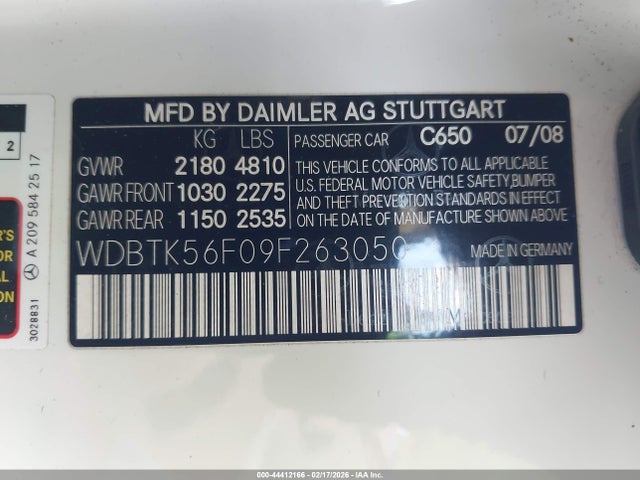 MFD BY DAIMLER AG STUTTGART
KG LBS PASSENGER CAR C650 07/08
GVWR 2180 4810
GAWR FRONT 1030 2275
GAWR REAR 1150 2535
THIS VEHICLE CONFORMS TO ALL APPLICABLE
U.S. FEDERAL MOTOR VEHICLE SAFETY,BUMPER
AND THEFT PREVENTION STANDARDS IN EFFECT
ON THE DATE OF MANUFACTURE SHOWN ABOVE.
WDBTK56F09F263050 MADE IN GERMANY
2
A 209 584 25 17
3028831
000-44412166 - 02/17/2026 - IAA Inc.